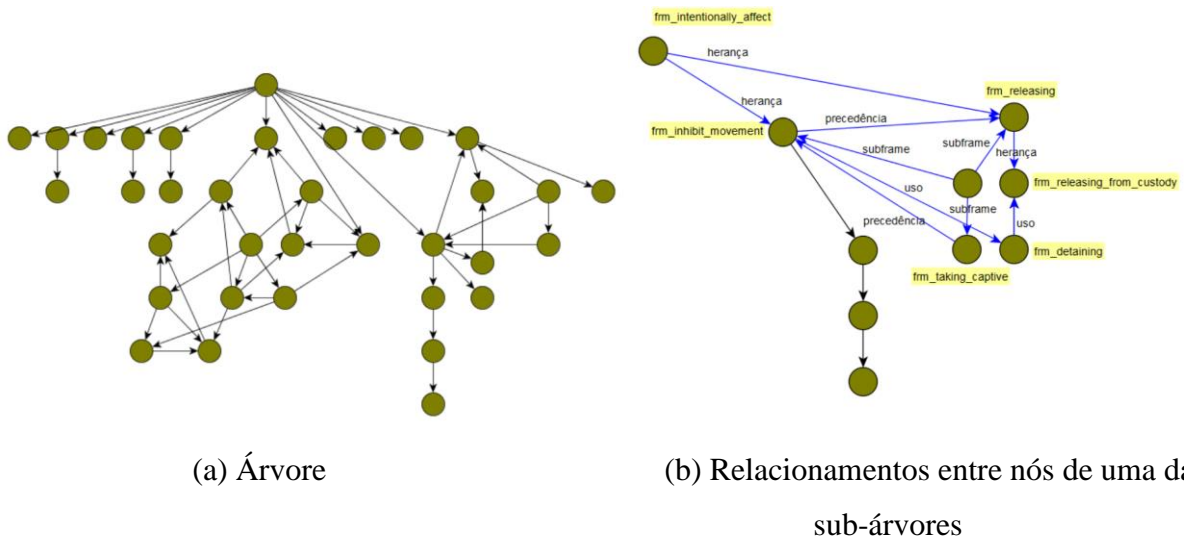 frm_intentionally_affect
herança
frm_releasing
herança
precedência
frm_inhibit_movement
subframe
subframe
herança
frm_releasing_from_custody
uso
subframe
precedência
uso
frm_detaining
frm_taking_captive
(a) Árvore
(b) Relacionamentos entre nós de uma da
sub-árvores